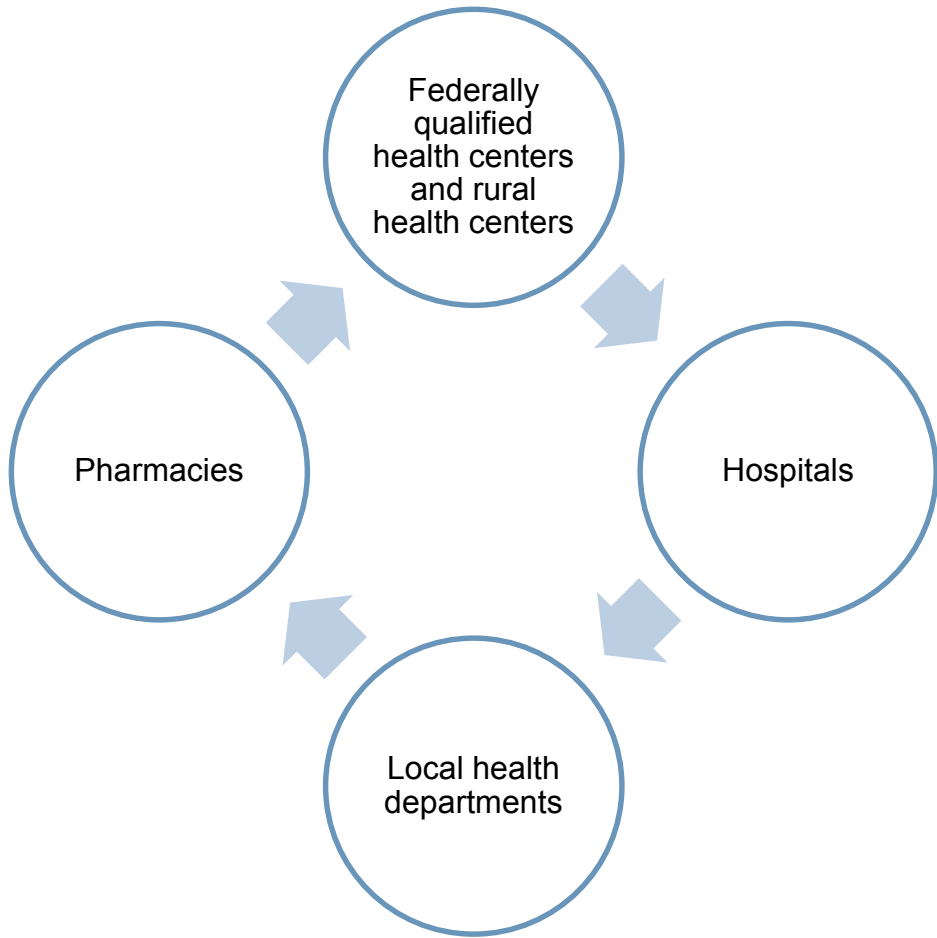 Federally
qualified
health centers
and rural
health centers
Pharmacies
Hospitals
Local health
departments